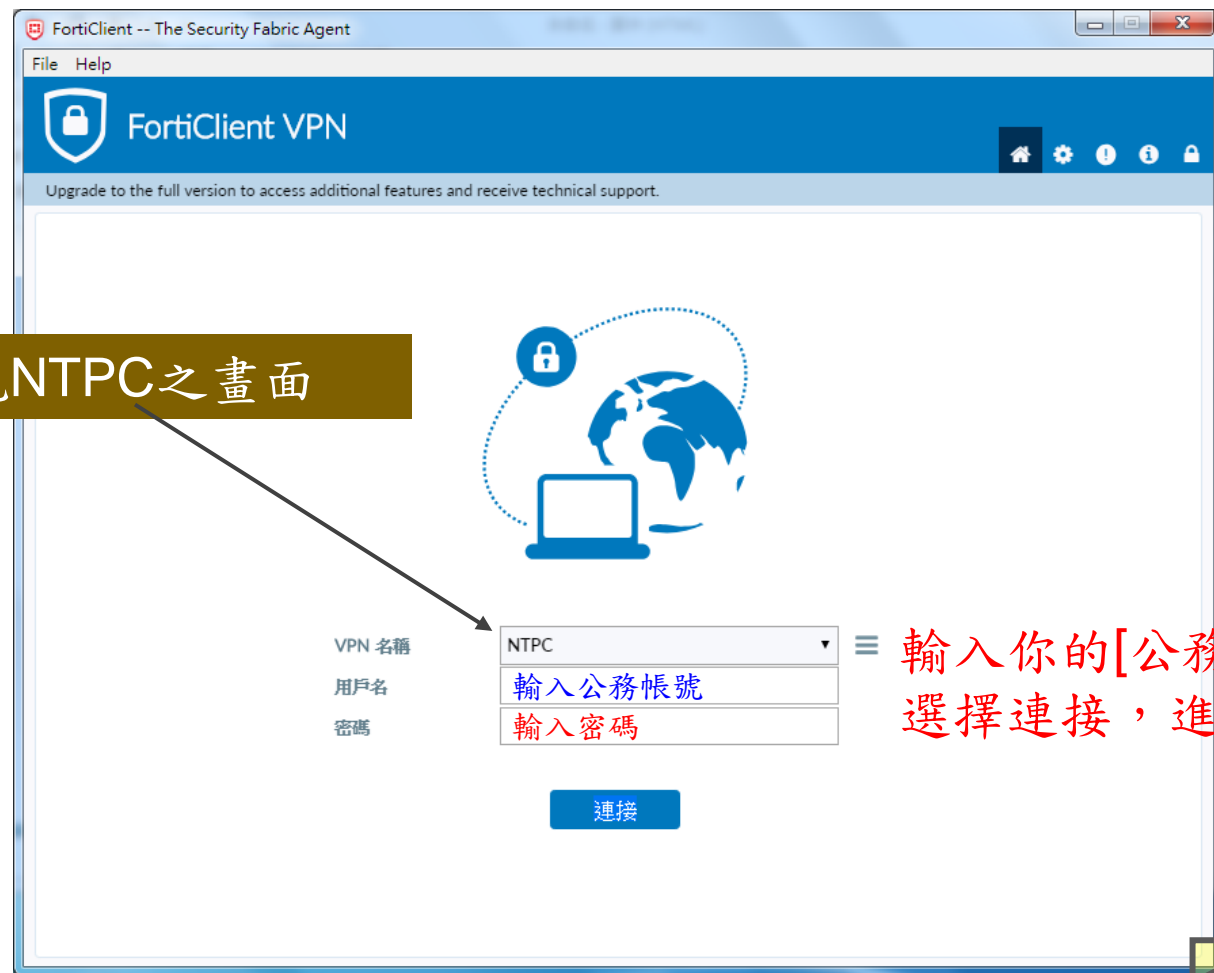 FortiClient -- The Security Fabric Agent
File Help
FortiClient VPN
Upgrade to the full version to access additional features and receive technical support.
NTPC之畫面
VPN 名稱
NTPC
用戶名
輸入公務帳號
密碼
輸入密碼
輸入你的[公務
選擇連接，進
連接